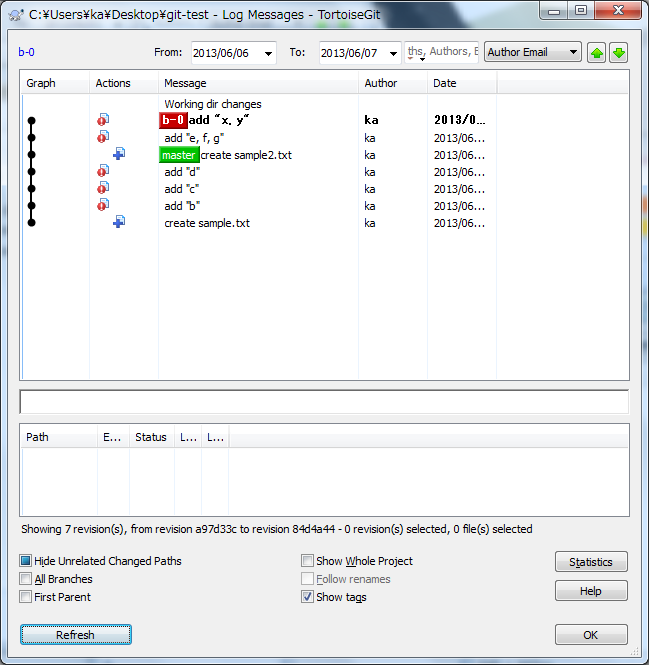 C:¥Users¥ka¥Desktop¥git-test - Log Messages - TortoiseGit
b-0 From: 2013/06/06 To: 2013/06/07 ths, Authors, E Author Email
Graph Actions Message Author Date
Working dir changes
b-0 add "x, y" ka 2013/0...
add "e, f, g" ka 2013/06...
master create sample2.txt ka 2013/06...
add "d" ka 2013/06...
add "c" ka 2013/06...
add "b" ka 2013/06...
create sample.txt ka 2013/06...
Path E... Status L... L...
Showing 7 revision(s), from revision a97d33c to revision 84d4a44 - 0 revision(s) selected, 0 file(s) selected
Hide Unrelated Changed Paths Show Whole Project Statistics
All Branches Follow renames
First Parent Show tags Help
Refresh OK